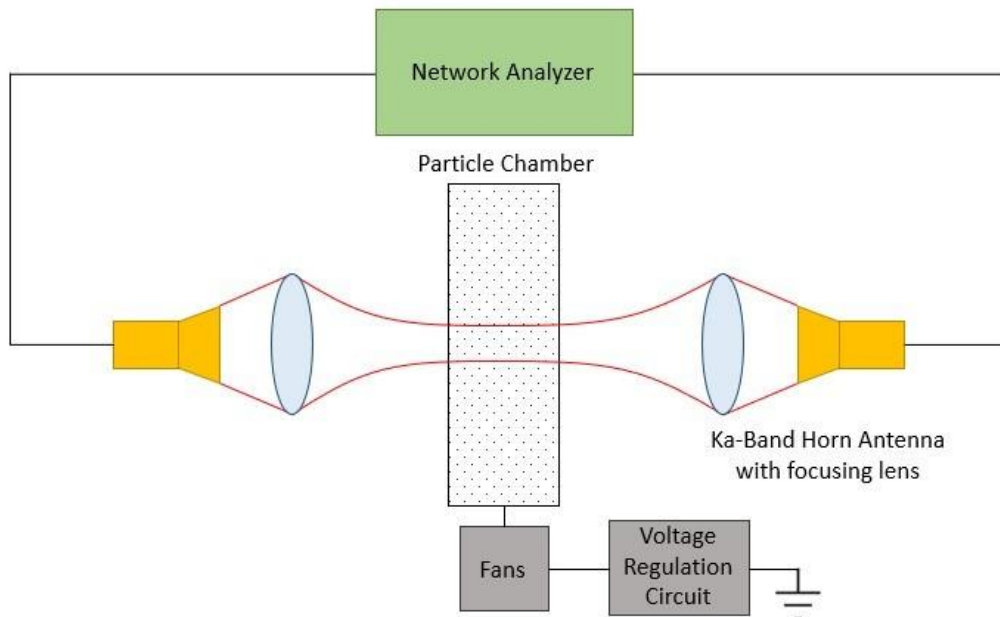 Network Analyzer
Particle Chamber
Ka-Band Horn Antenna
with focusing lens
Fans
Voltage
Regulation
Circuit